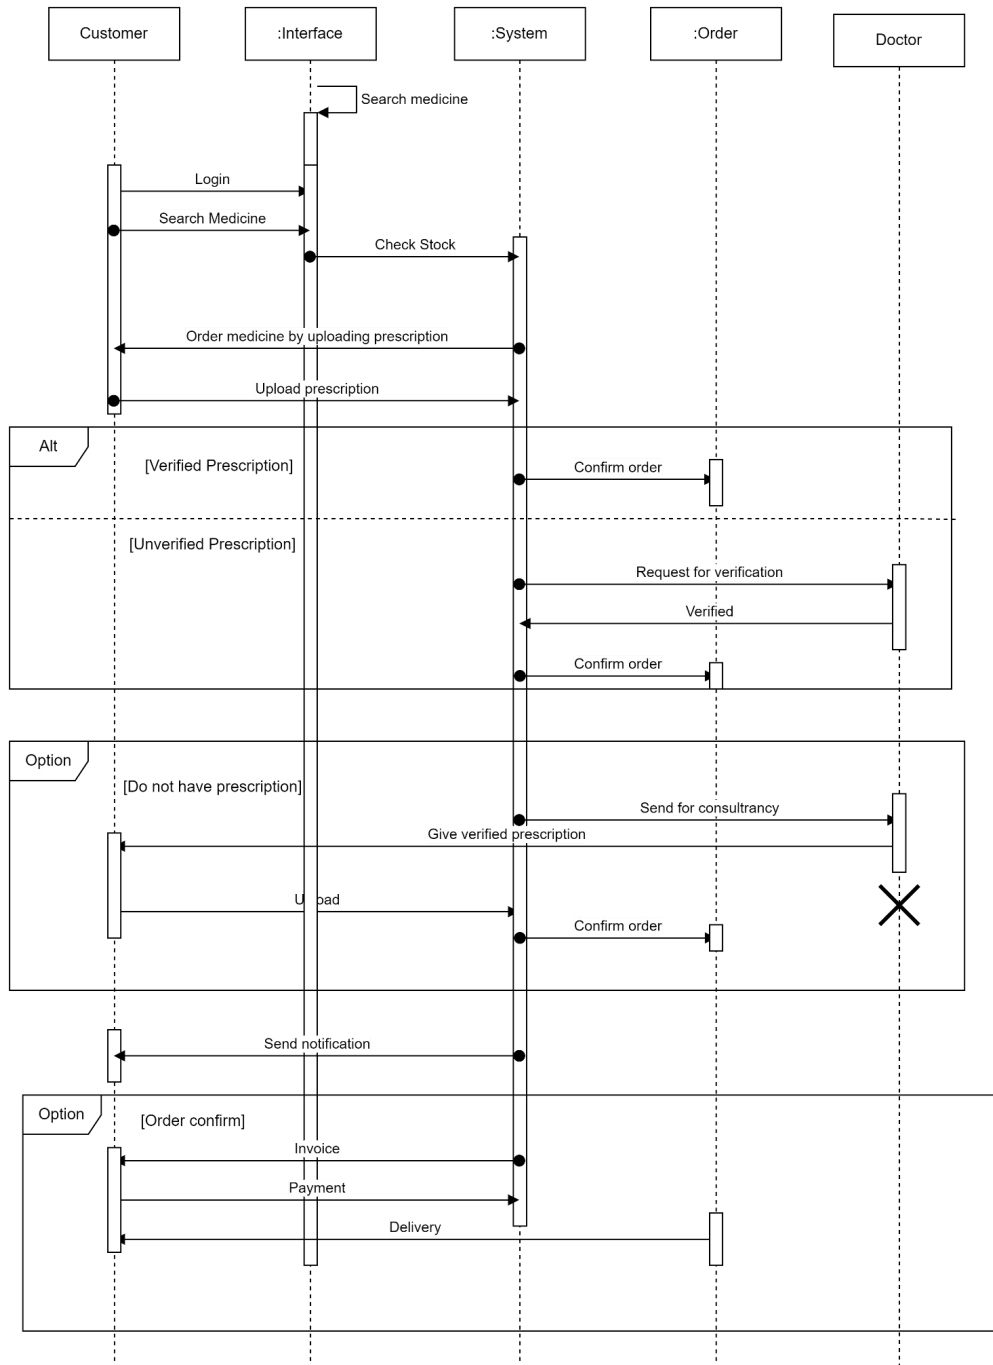 Customer
:Interface
:System
:Order
Doctor
Search medicine
Login
Search Medicine
Check Stock
Order medicine by uploading prescription
Upload prescription
Alt
[Verified Prescription]
Confirm order
[Unverified Prescription]
Request for verification
Verified
Confirm order
Option
[Do not have prescription]
Send for consultrancy
Give verified prescription
Upload
Confirm order
Send notification
Option
[Order confirm]
Invoice
Payment
Delivery